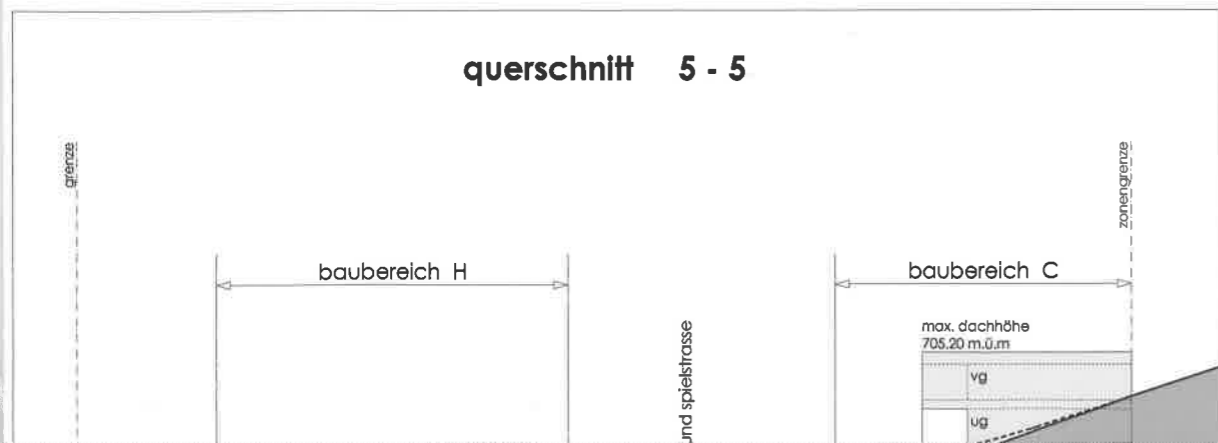 querschnitt 5 - 5
grenze
zonengrenze
baubereich H
baubereich C
max. dachhöhe
705.20 m.ü.m
und spielstrasse
vg
ug